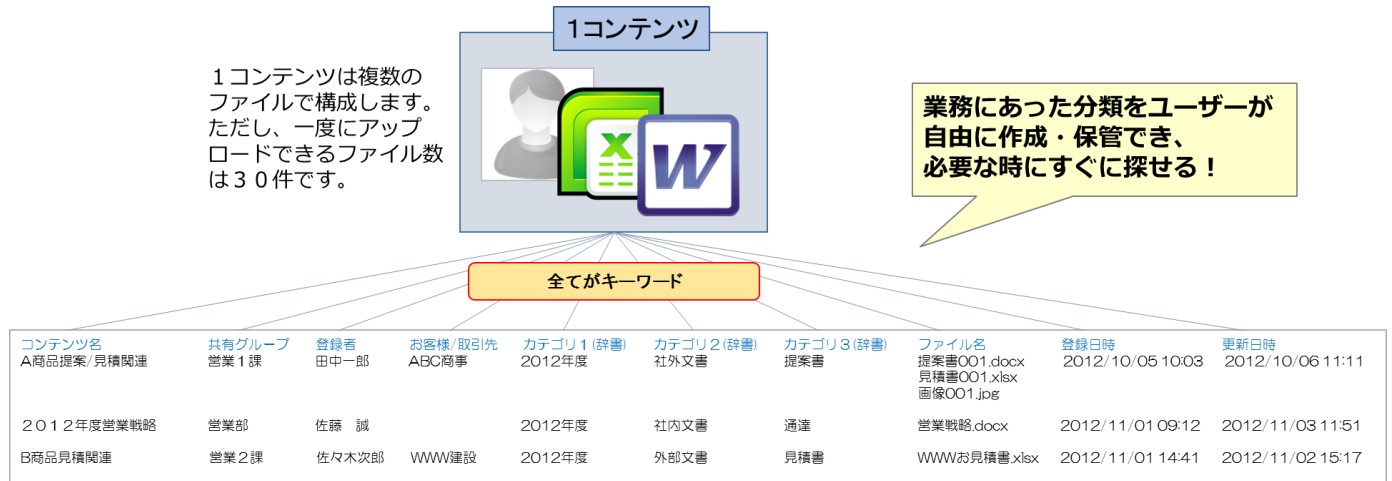 1コンテンツ
1コンテンツは複数の
ファイルで構成します。
ただし、一度にアップ
ロードできるファイル数
は30件です。
業務にあった分類をユーザーが
自由に作成・保管でき、
必要な時にすぐに探せる！
X
W
全てがキーワード
コンテンツ名 共有グループ 登録者 お客様/取引先 カテゴリ1(辞書) カテゴリ2(辞書) カテゴリ3(辞書) ファイル名 登録日時 更新日時
A商品提案/見積関連 営業1課 田中一郎 ABC商事 2012年度 社外文書 提案書 提案書001.docx 2012/10/05 10:03 2012/10/06 11:11
見積書001.xlsx
画像001.jpg
2012年度営業戦略 営業部 佐藤 誠 2012年度 社内文書 通達 営業戦略.docx 2012/11/01 09:12 2012/11/03 11:51
B商品見積関連 営業2課 佐々木次郎 WWW建設 2012年度 外部文書 見積書 WWWお見積書.xlsx 2012/11/01 14:41 2012/11/02 15:17